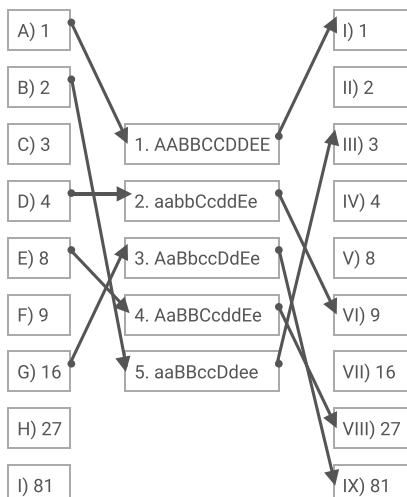 A) 1
B) 2
C) 3
D) 4
E) 8
F) 9
G) 16
H) 27
I) 81
1. AABBCCDDEE
2. aabbCcddEe
3. AaBbccDdEe
4. AaBBCcddEe
5. aaBBccDdee
I) 1
II) 2
III) 3
IV) 4
V) 8
VI) 9
VII) 16
VIII) 27
IX) 81